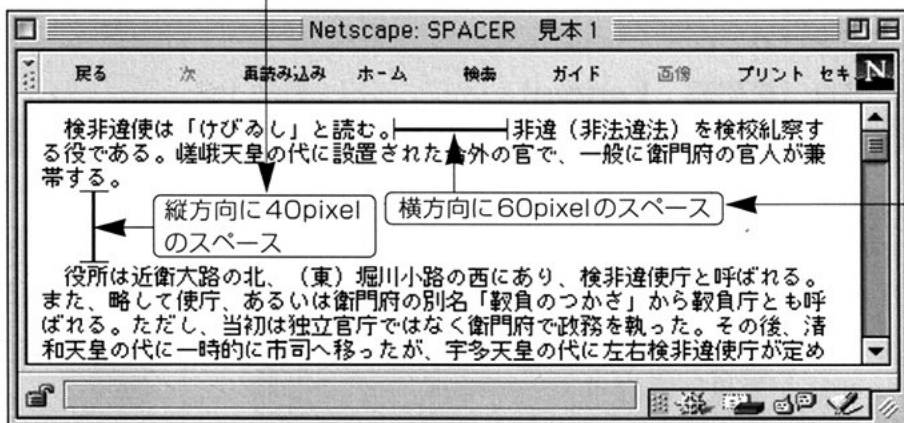 Netscape: SPACER 見本1
戻る 次 再読み込み ホーム 検索 ガイド 画像 プリント セキ N
検非違使は「けびゐし」と読む。 非違（非法違法）を検校糺察す
る役である。嵯峨天皇の代に設置された令外の官で、一般に衛門府の官人が兼
帯する。
縦方向に40pixel
のスペース
横方向に60pixelのスペース
役所は近衛大路の北、（東）堀川小路の西にあり、検非違使庁と呼ばれる。
また、略して使庁、あるいは衛門府の別名「靫負のつかさ」から靫負庁とも呼
ばれる。ただし、当初は独立官庁ではなく衛門府で政務を執った。その後、清
和天皇の代に一時的に市司へ移ったが、宇多天皇の代に左右検非違使庁が定め